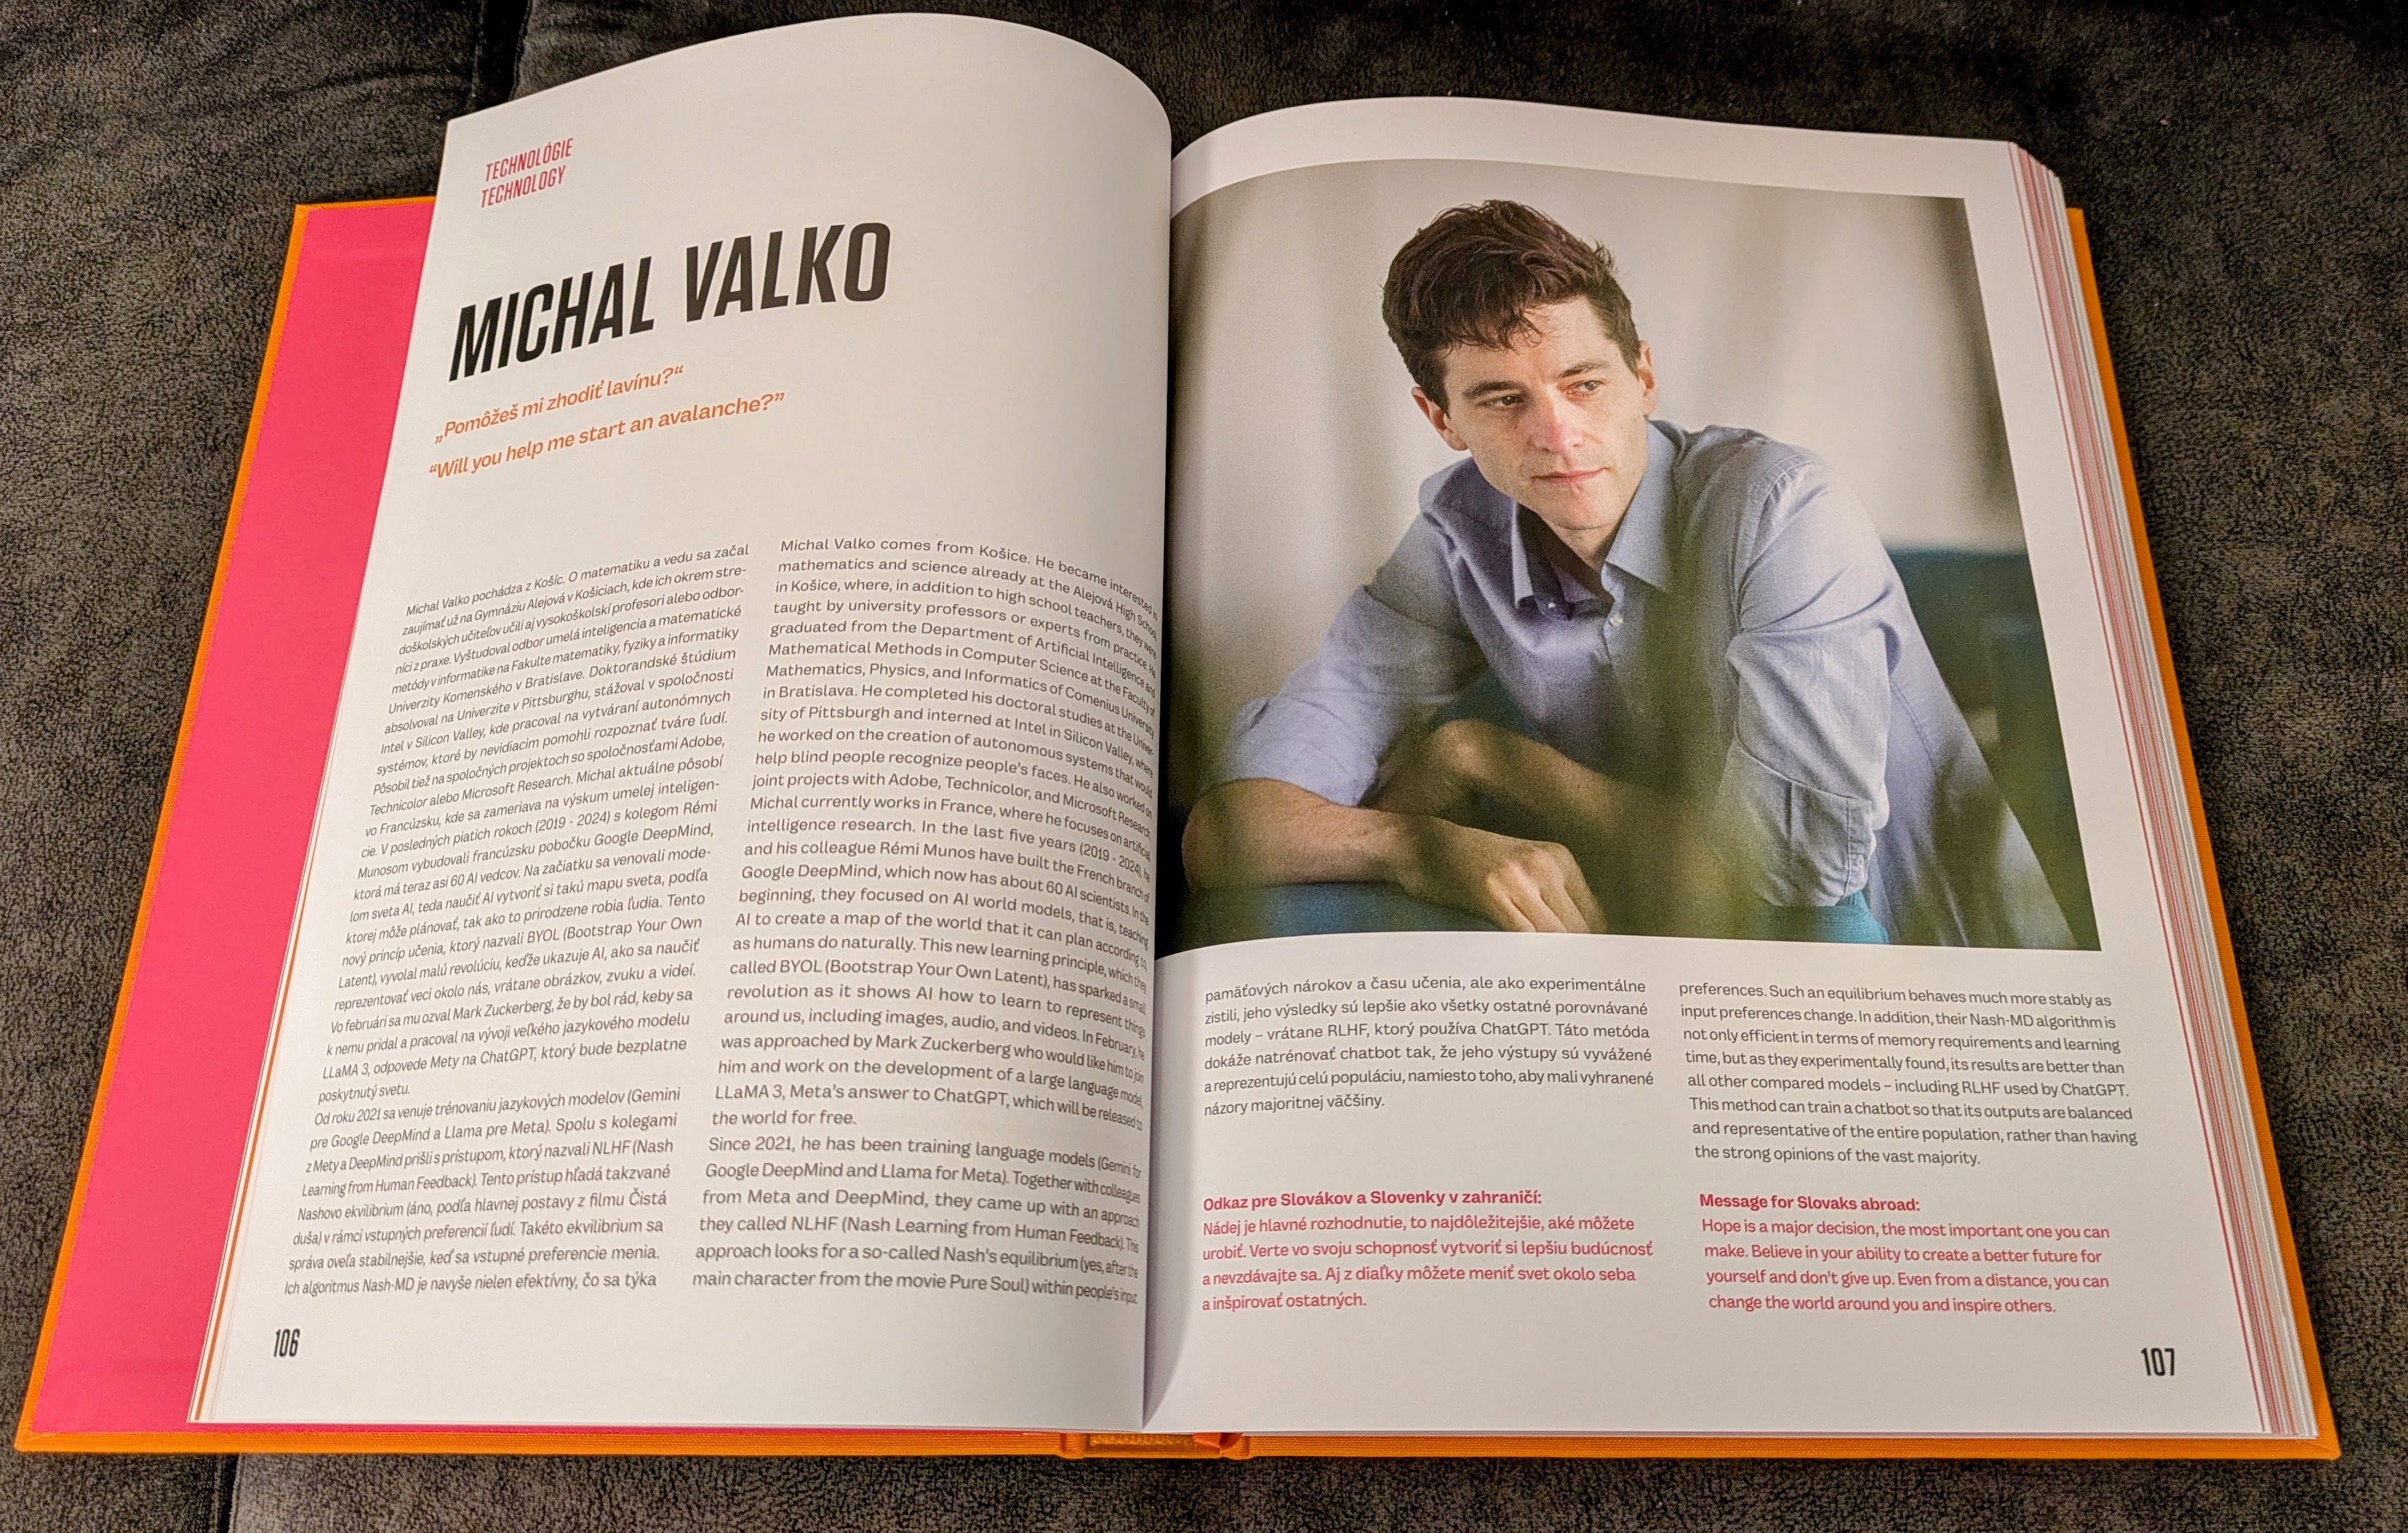 TECHNOLÓGIE
TECHNOLOGY
MICHAL VALKO
„Pomôžeš mi zhodiť lavínu?“
“Will you help me start an avalanche?”
Michal Valko pochádza z Košíc. O matematiku a vedu sa začal
zaujímať už na Gymnáziu Alejová v Košiciach, kde ich okrem stre-
doškolských učiteľov učili aj vysokoškolskí profesori alebo odbor-
níci z praxe. Vyštudoval odbor umelá inteligencia a matematické
metódy v informatike na Fakulte matematiky, fyziky a informatiky
Univerzity Komenského v Bratislave. Doktorandské štúdium
absolvoval na Univerzite v Pittsburghu, stážoval v spoločnosti
Intel v Silicon Valley, kde pracoval na vytváraní autonómnych
systémov, ktoré by nevidiacim pomohli rozpoznať tváre ľudí.
Pôsobil tiež na spoločných projektoch so spoločnosťami Adobe,
Technicolor alebo Microsoft Research. Michal aktuálne pôsobí
vo Francúzsku, kde sa zameriava na výskum umelej inteligen-
cie. V posledných piatich rokoch (2019 - 2024) s kolegom Rémi
Munosom vybudovali francúzsku pobočku Google DeepMind,
ktorá má teraz asi 60 AI vedcov. Na začiatku sa venovali mode-
lom sveta AI, teda naučiť AI vytvoriť si takú mapu sveta, podľa
ktorej môže plánovať, tak ako to prirodzene robia ľudia. Tento
nový princíp učenia, ktorý nazvali BYOL (Bootstrap Your Own
Latent), vyvolal malú revolúciu, keďže ukazuje AI, ako sa naučiť
reprezentovať veci okolo nás, vrátane obrázkov, zvuku a videí.
Vo februári sa mu ozval Mark Zuckerberg, že by bol rád, keby sa
k nemu pridal a pracoval na vývoji veľkého jazykového modelu
LLaMA 3, odpovede Mety na ChatGPT, ktorý bude bezplatne
poskytnutý svetu.
Od roku 2021 sa venuje trénovaniu jazykových modelov (Gemini
pre Google DeepMind a Llama pre Meta). Spolu s kolegami
z Mety a DeepMind prišli s prístupom, ktorý nazvali NLHF (Nash
Learning from Human Feedback). Tento prístup hľadá takzvané
Nashovo ekvilibrium (áno, podľa hlavnej postavy z filmu Čistá
duša) v rámci vstupných preferencií ľudí. Takéto ekvilibrium sa
správa oveľa stabilnejšie, keď sa vstupné preferencie menia.
Ich algoritmus Nash-MD je navyše nielen efektívny, čo sa týka
Michal Valko comes from Košice. He became interested in
mathematics and science already at the Alejová High School
in Košice, where, in addition to high school teachers, they were
taught by university professors or experts from practice. He
graduated from the Department of Artificial Intelligence and
Mathematical Methods in Computer Science at the Faculty of
Mathematics, Physics, and Informatics of Comenius University
in Bratislava. He completed his doctoral studies at the Univer-
sity of Pittsburgh and interned at Intel in Silicon Valley, where
he worked on the creation of autonomous systems that would
help blind people recognize people’s faces. He also worked on
joint projects with Adobe, Technicolor, and Microsoft Research.
Michal currently works in France, where he focuses on artificial
intelligence research. In the last five years (2019 - 2024), he
and his colleague Rémi Munos have built the French branch of
Google DeepMind, which now has about 60 AI scientists. In the
beginning, they focused on AI world models, that is, teaching
AI to create a map of the world that it can plan according to,
as humans do naturally. This new learning principle, which they
called BYOL (Bootstrap Your Own Latent), has sparked a small
revolution as it shows AI how to learn to represent things
around us, including images, audio, and videos. In February, he
was approached by Mark Zuckerberg who would like him to join
him and work on the development of a large language model,
LLaMA 3, Meta’s answer to ChatGPT, which will be released to
the world for free.
Since 2021, he has been training language models (Gemini for
Google DeepMind and Llama for Meta). Together with colleagues
from Meta and DeepMind, they came up with an approach
they called NLHF (Nash Learning from Human Feedback). This
approach looks for a so-called Nash’s equilibrium (yes, after the
main character from the movie Pure Soul) within people’s input
106
pamäťových nárokov a času učenia, ale ako experimentálne
zistili, jeho výsledky sú lepšie ako všetky ostatné porovnávané
modely – vrátane RLHF, ktorý používa ChatGPT. Táto metóda
dokáže natrénovať chatbot tak, že jeho výstupy sú vyvážené
a reprezentujú celú populáciu, namiesto toho, aby mali vyhranené
názory majoritnej väčšiny.
preferences. Such an equilibrium behaves much more stably as
input preferences change. In addition, their Nash-MD algorithm is
not only efficient in terms of memory requirements and learning
time, but as they experimentally found, its results are better than
all other compared models – including RLHF used by ChatGPT.
This method can train a chatbot so that its outputs are balanced
and representative of the entire population, rather than having
the strong opinions of the vast majority.
Odkaz pre Slovákov a Slovenky v zahraničí:
Nádej je hlavné rozhodnutie, to najdôležitejšie, aké môžete
urobiť. Verte vo svoju schopnosť vytvoriť si lepšiu budúcnosť
a nevzdávajte sa. Aj z diaľky môžete meniť svet okolo seba
a inšpirovať ostatných.
Message for Slovaks abroad:
Hope is a major decision, the most important one you can
make. Believe in your ability to create a better future for
yourself and don’t give up. Even from a distance, you can
change the world around you and inspire others.
107